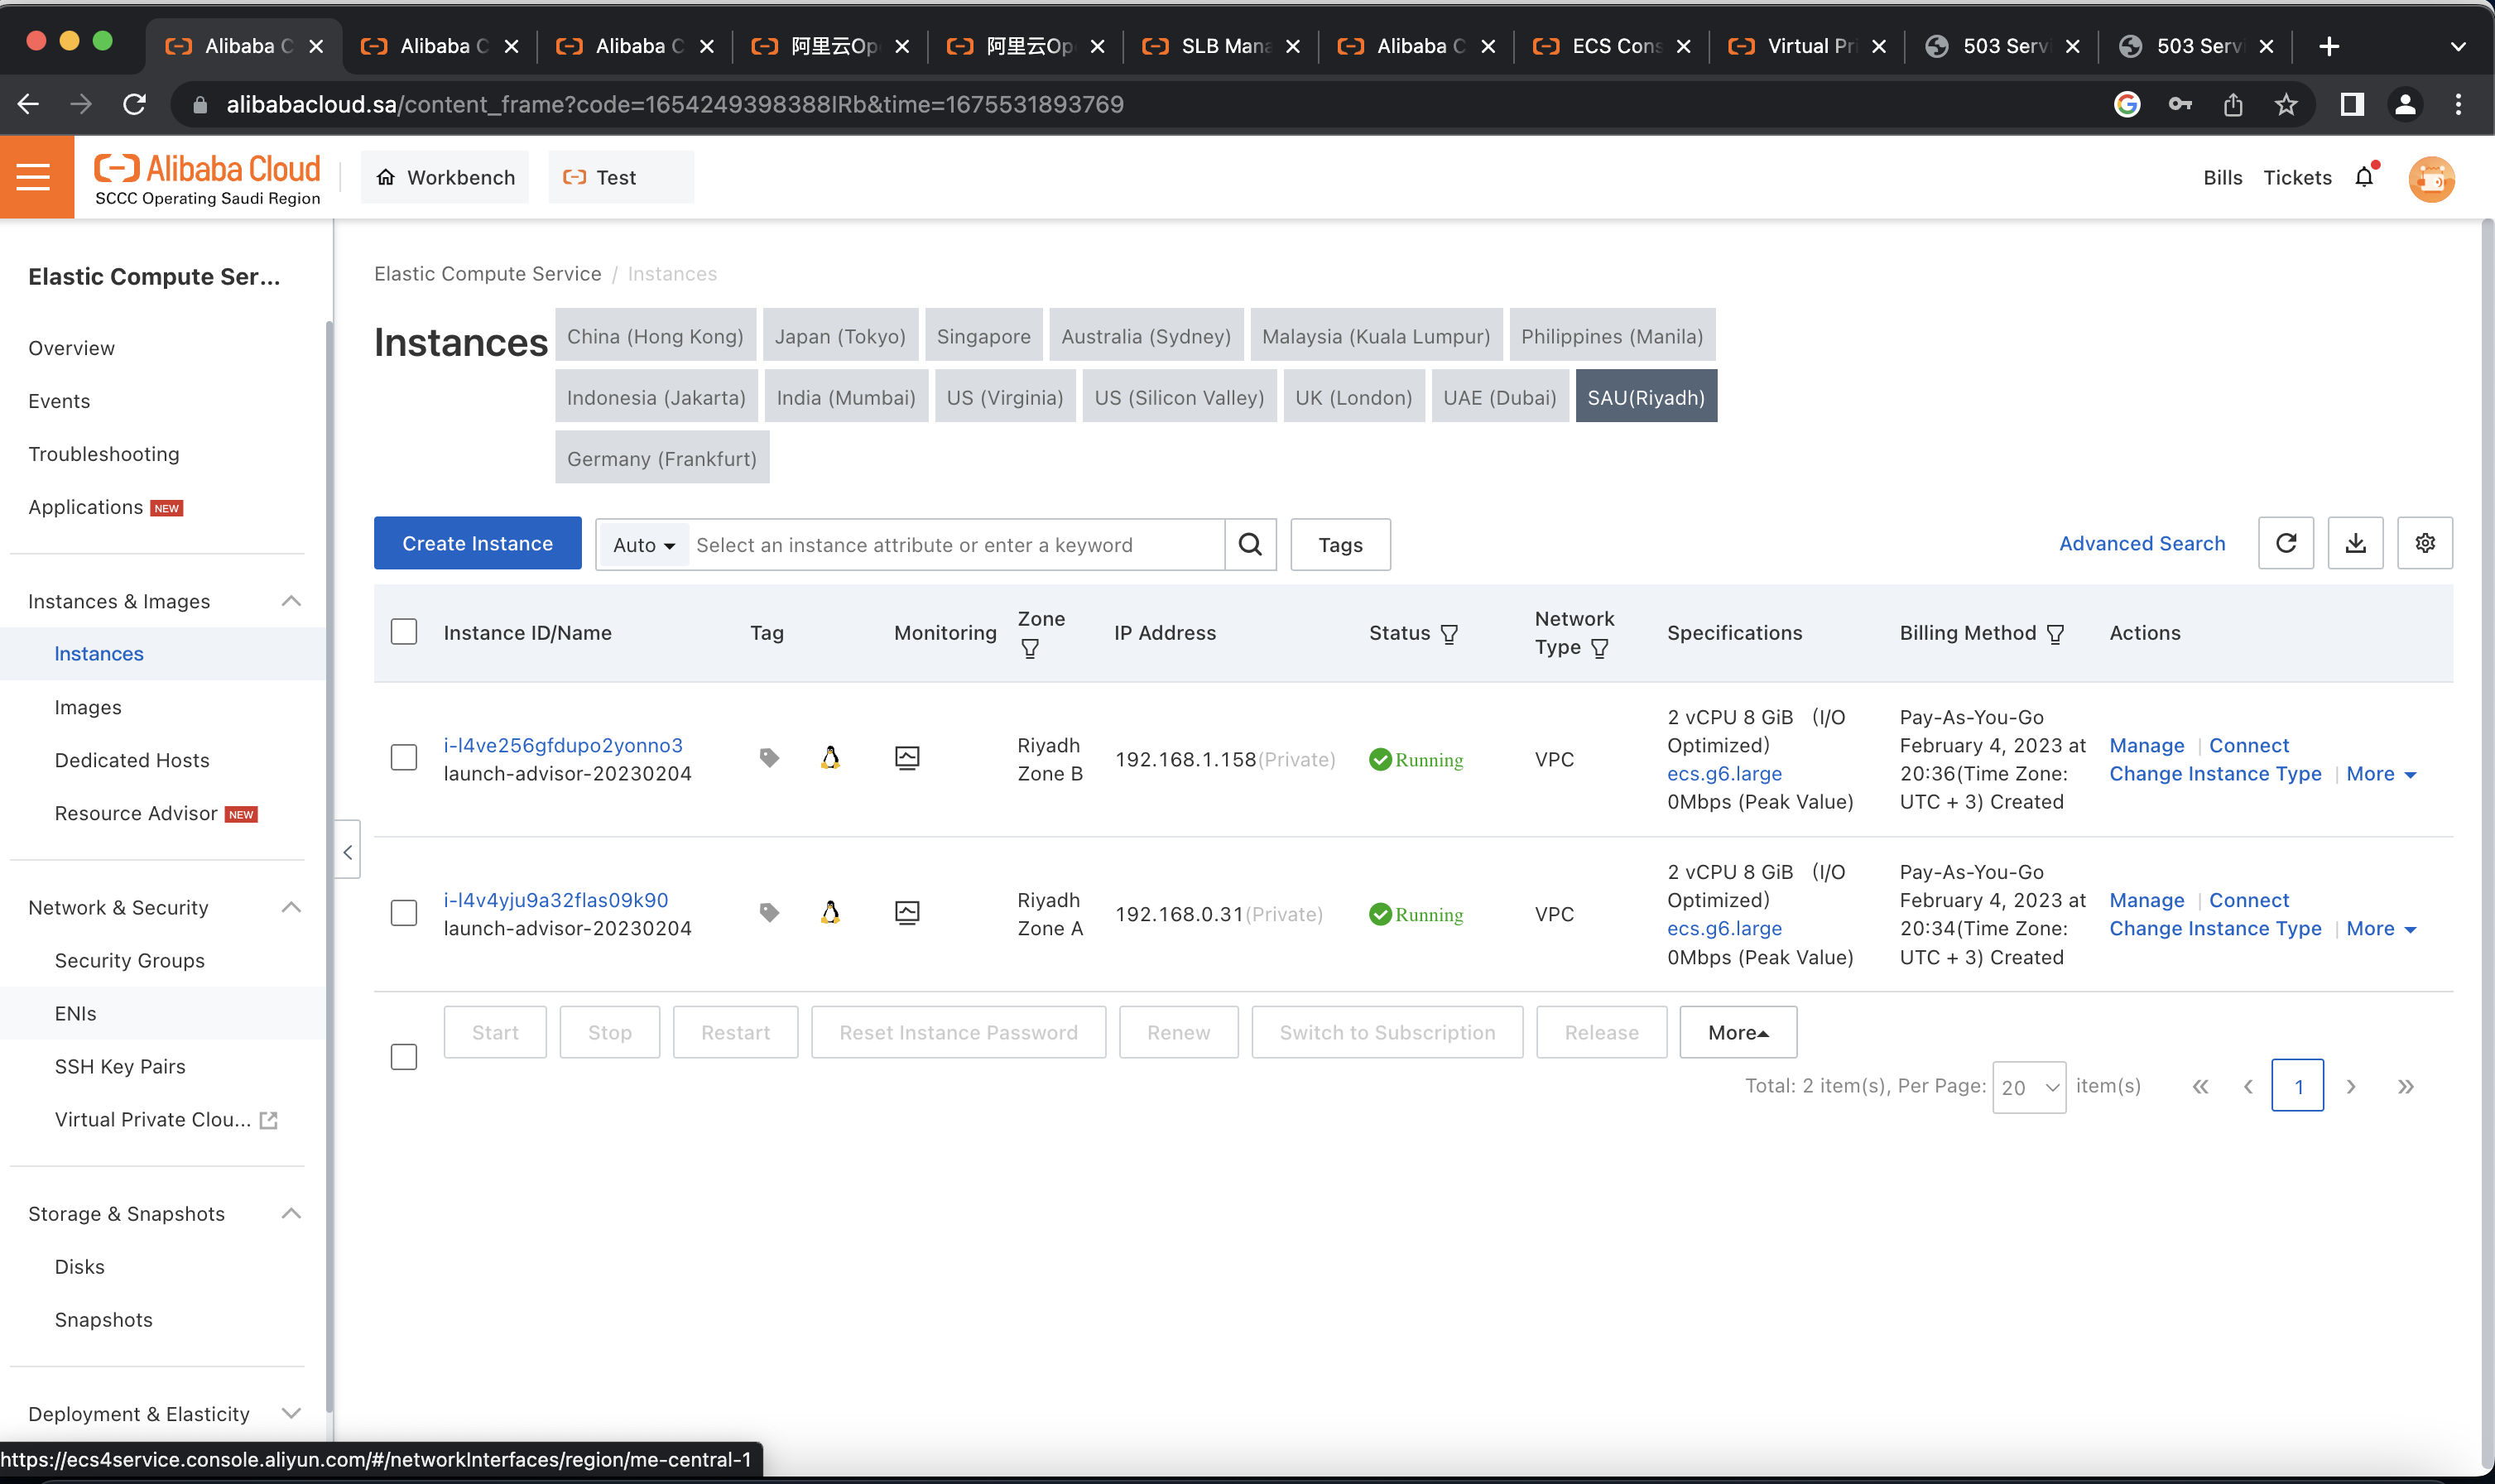 Alibaba C
Alibaba C
Alibaba C
阿里云Op
阿里云Op
SLB Mana
Alibaba C
ECS Cons
Virtual Pri
503 Servi
503 Servi
alibabacloud.sa/content_frame?code=1654249398388IRb&time=1675531893769
Alibaba Cloud
SCCC Operating Saudi Region
Workbench
Test
Bills
Tickets
Elastic Compute Ser...
Overview
Events
Troubleshooting
Applications NEW
Instances & Images
Instances
Images
Dedicated Hosts
Resource Advisor NEW
Network & Security
Security Groups
ENIs
SSH Key Pairs
Virtual Private Clou...
Storage & Snapshots
Disks
Snapshots
Deployment & Elasticity
https://ecs4service.console.aliyun.com/#/networkInterfaces/region/me-central-1
Elastic Compute Service / Instances
Instances
China (Hong Kong)
Japan (Tokyo)
Singapore
Australia (Sydney)
Malaysia (Kuala Lumpur)
Philippines (Manila)
Indonesia (Jakarta)
India (Mumbai)
US (Virginia)
US (Silicon Valley)
UK (London)
UAE (Dubai)
SAU(Riyadh)
Germany (Frankfurt)
Create Instance
Auto
Select an instance attribute or enter a keyword
Tags
Advanced Search
Instance ID/Name
Tag
Monitoring
Zone
IP Address
Status
Network
Type
Specifications
Billing Method
Actions
i-l4ve256gfdupo2yonno3
launch-advisor-20230204
Riyadh
Zone B
192.168.1.158(Private)
Running
VPC
2 vCPU 8 GiB (I/O
Optimized)
ecs.g6.large
0Mbps (Peak Value)
Pay-As-You-Go
February 4, 2023 at
20:36(Time Zone:
UTC + 3) Created
Manage | Connect
Change Instance Type | More
i-l4v4yju9a32flas09k90
launch-advisor-20230204
Riyadh
Zone A
192.168.0.31(Private)
Running
VPC
2 vCPU 8 GiB (I/O
Optimized)
ecs.g6.large
0Mbps (Peak Value)
Pay-As-You-Go
February 4, 2023 at
20:34(Time Zone:
UTC + 3) Created
Manage | Connect
Change Instance Type | More
Start
Stop
Restart
Reset Instance Password
Renew
Switch to Subscription
Release
More
Total: 2 item(s), Per Page: 20 item(s)
« ‹ 1 › »